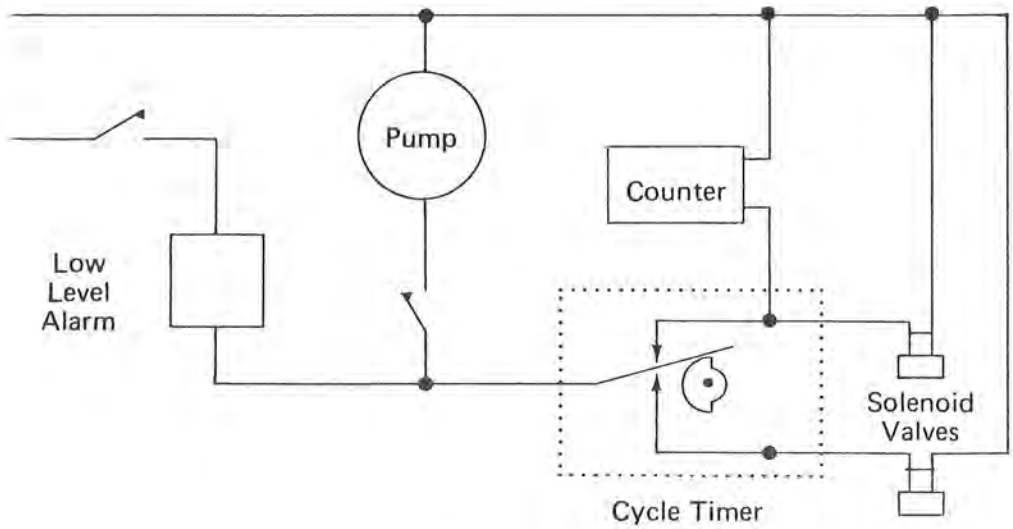 Pump
Counter
Low
Level
Alarm
Solenoid
Valves
Cycle Timer